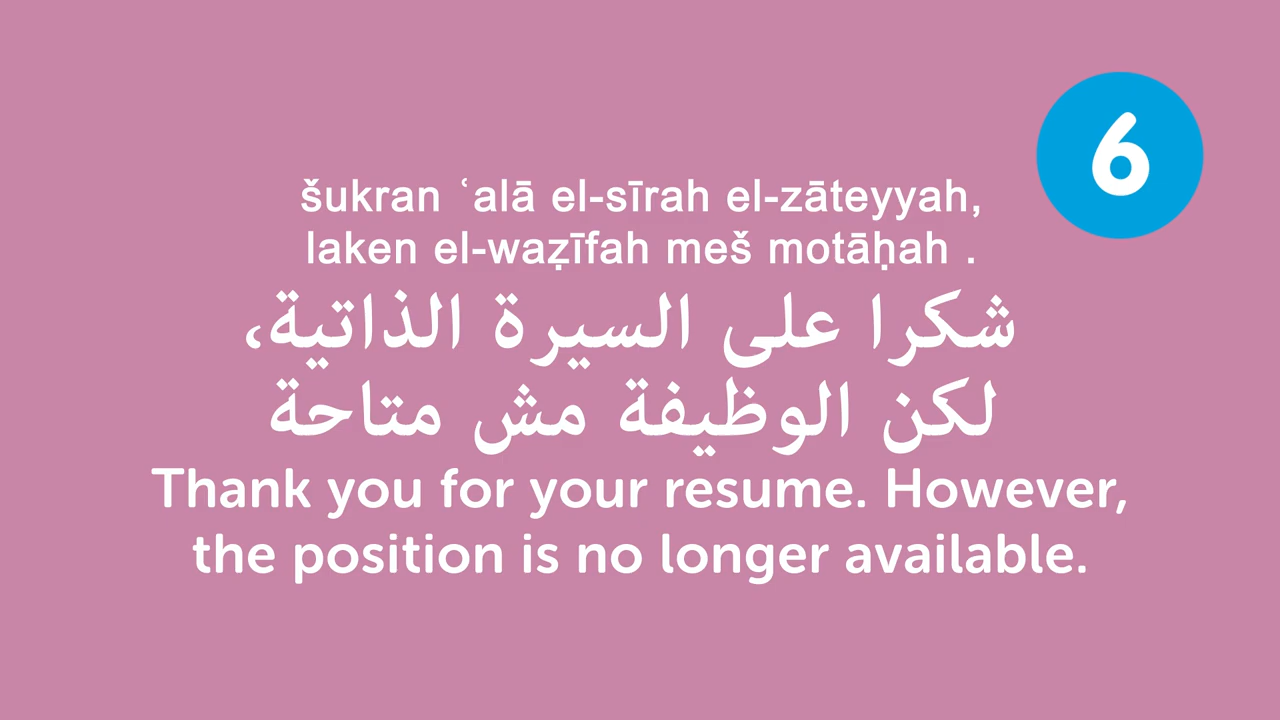 6
šukran ʿalā el-sīrah el-zāteyyah,
laken el-waẓīfah meš motāḥah .
شكرا على السيرة الذاتية،
لكن الوظيفة مش متاحة
Thank you for your resume. However,
the position is no longer available.